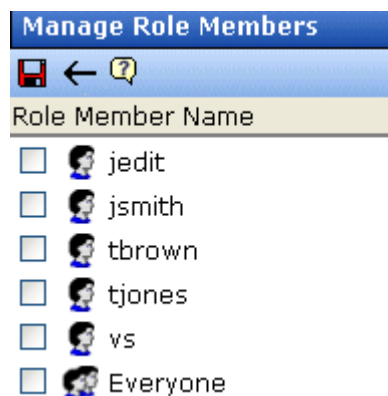 Manage Role Members
Role Member Name
jedit
jsmith
tbrown
tjones
vs
Everyone